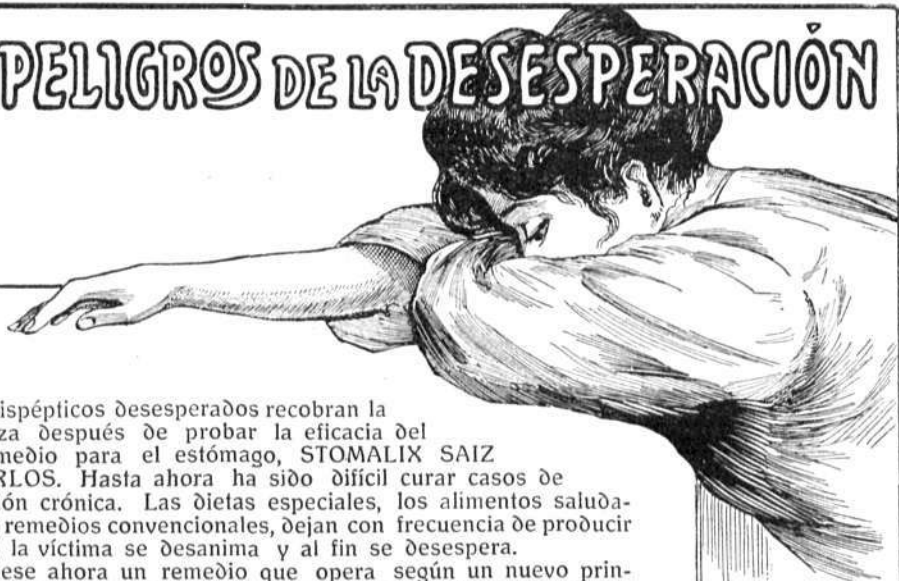 PELIGROS DE LA DESESPERACIÓN
ispépticos desesperados recobran la
za después de probar la eficacia del
medio para el estómago, STOMALIX SAIZ
RLOS. Hasta ahora ha sido difícil curar casos de
ón crónica. Las dietas especiales, los alimentos saluda-
remedios convencionales, dejan con frecuencia de producir
la víctima se desanima y al fin se desespera.
ese ahora un remedio que opera según un nuevo prin-